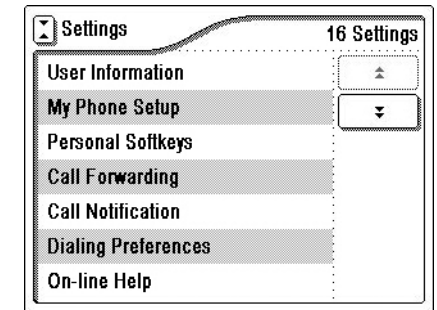 Settings
16 Settings
User Information
My Phone Setup
Personal Softkeys
Call Forwarding
Call Notification
Dialing Preferences
On-line Help